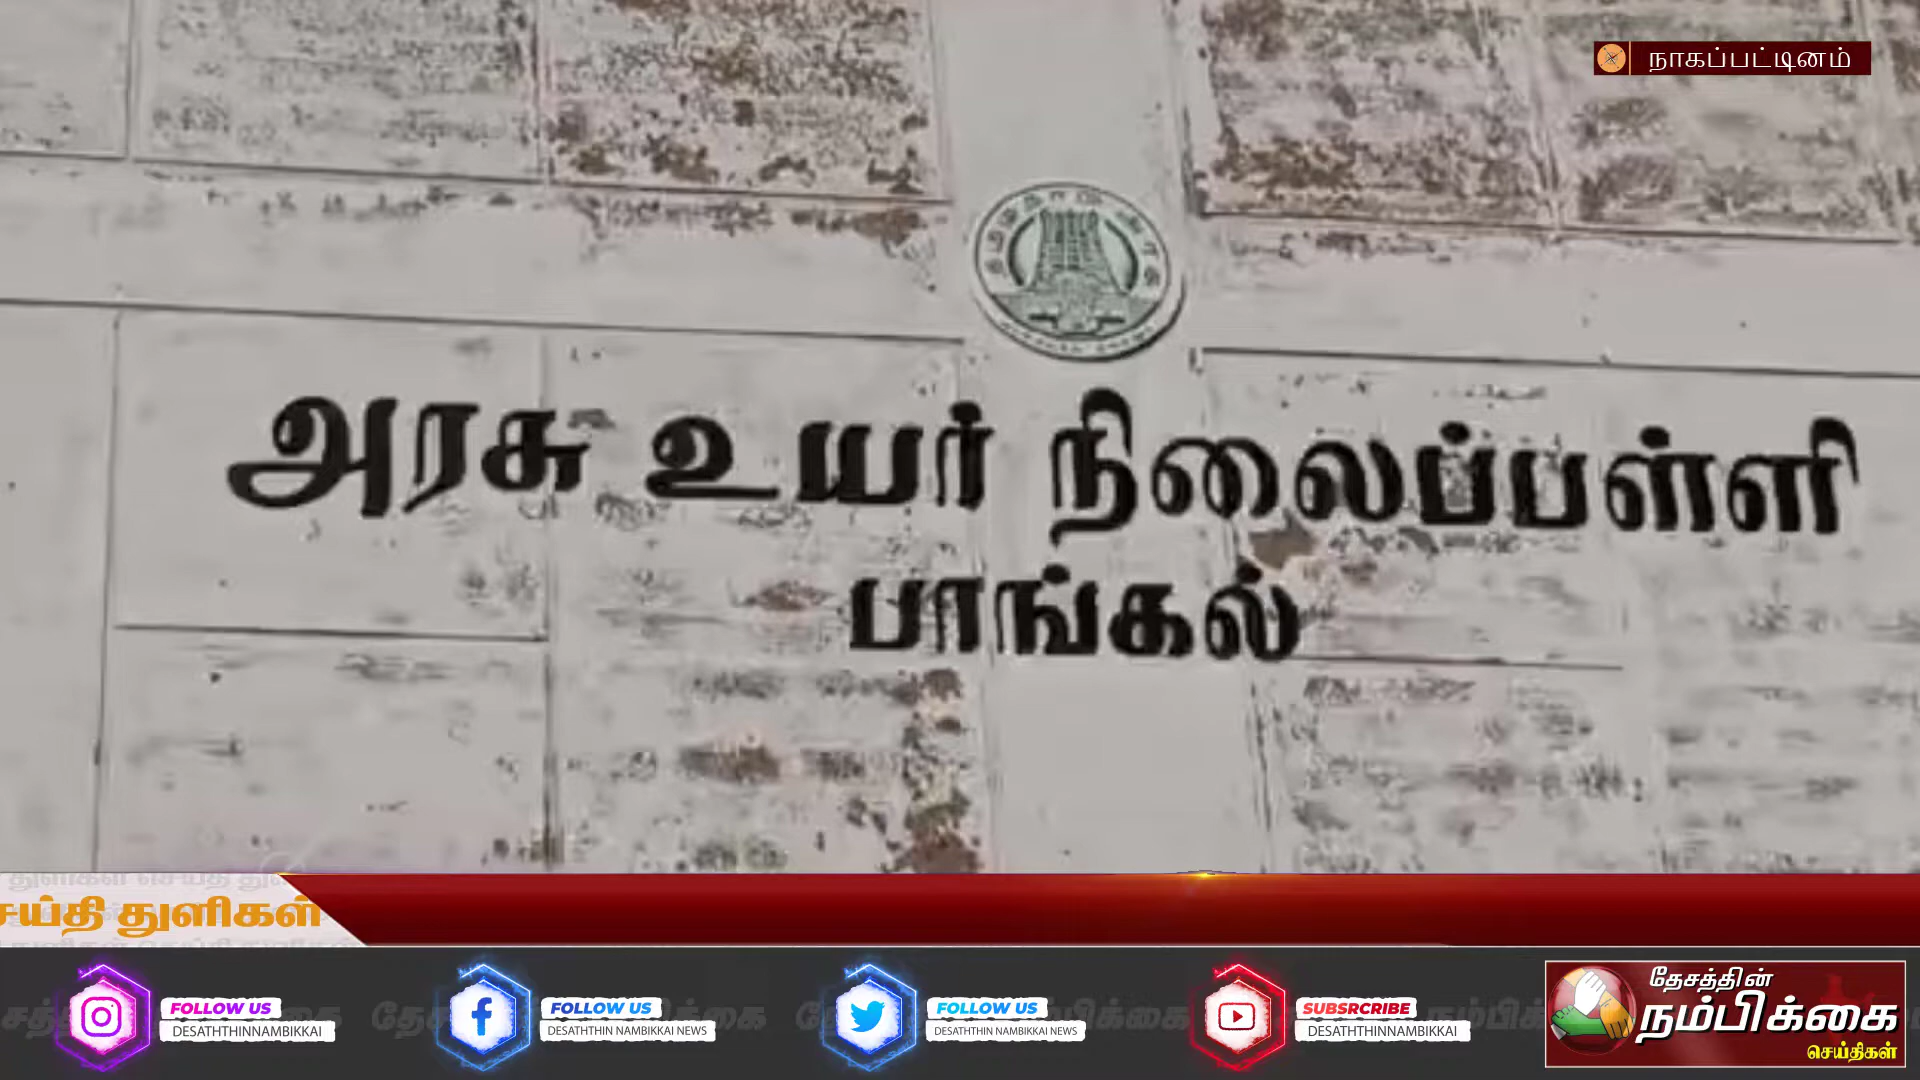 நாகப்பட்டினம்
அரசு உயர் நிலைப்பள்ளி
பாங்கல்
செய்தி துளிகள்
FOLLOW US
DESATHTHINNAMBIKKAI
FOLLOW US
DESATHTHIN NAMBIKKAI NEWS
FOLLOW US
DESATHTHIN NAMBIKKAI NEWS
SUBSRCRIBE
DESATHTHINNAMBIKKAI
தேசத்தின்
நம்பிக்கை
செய்திகள்